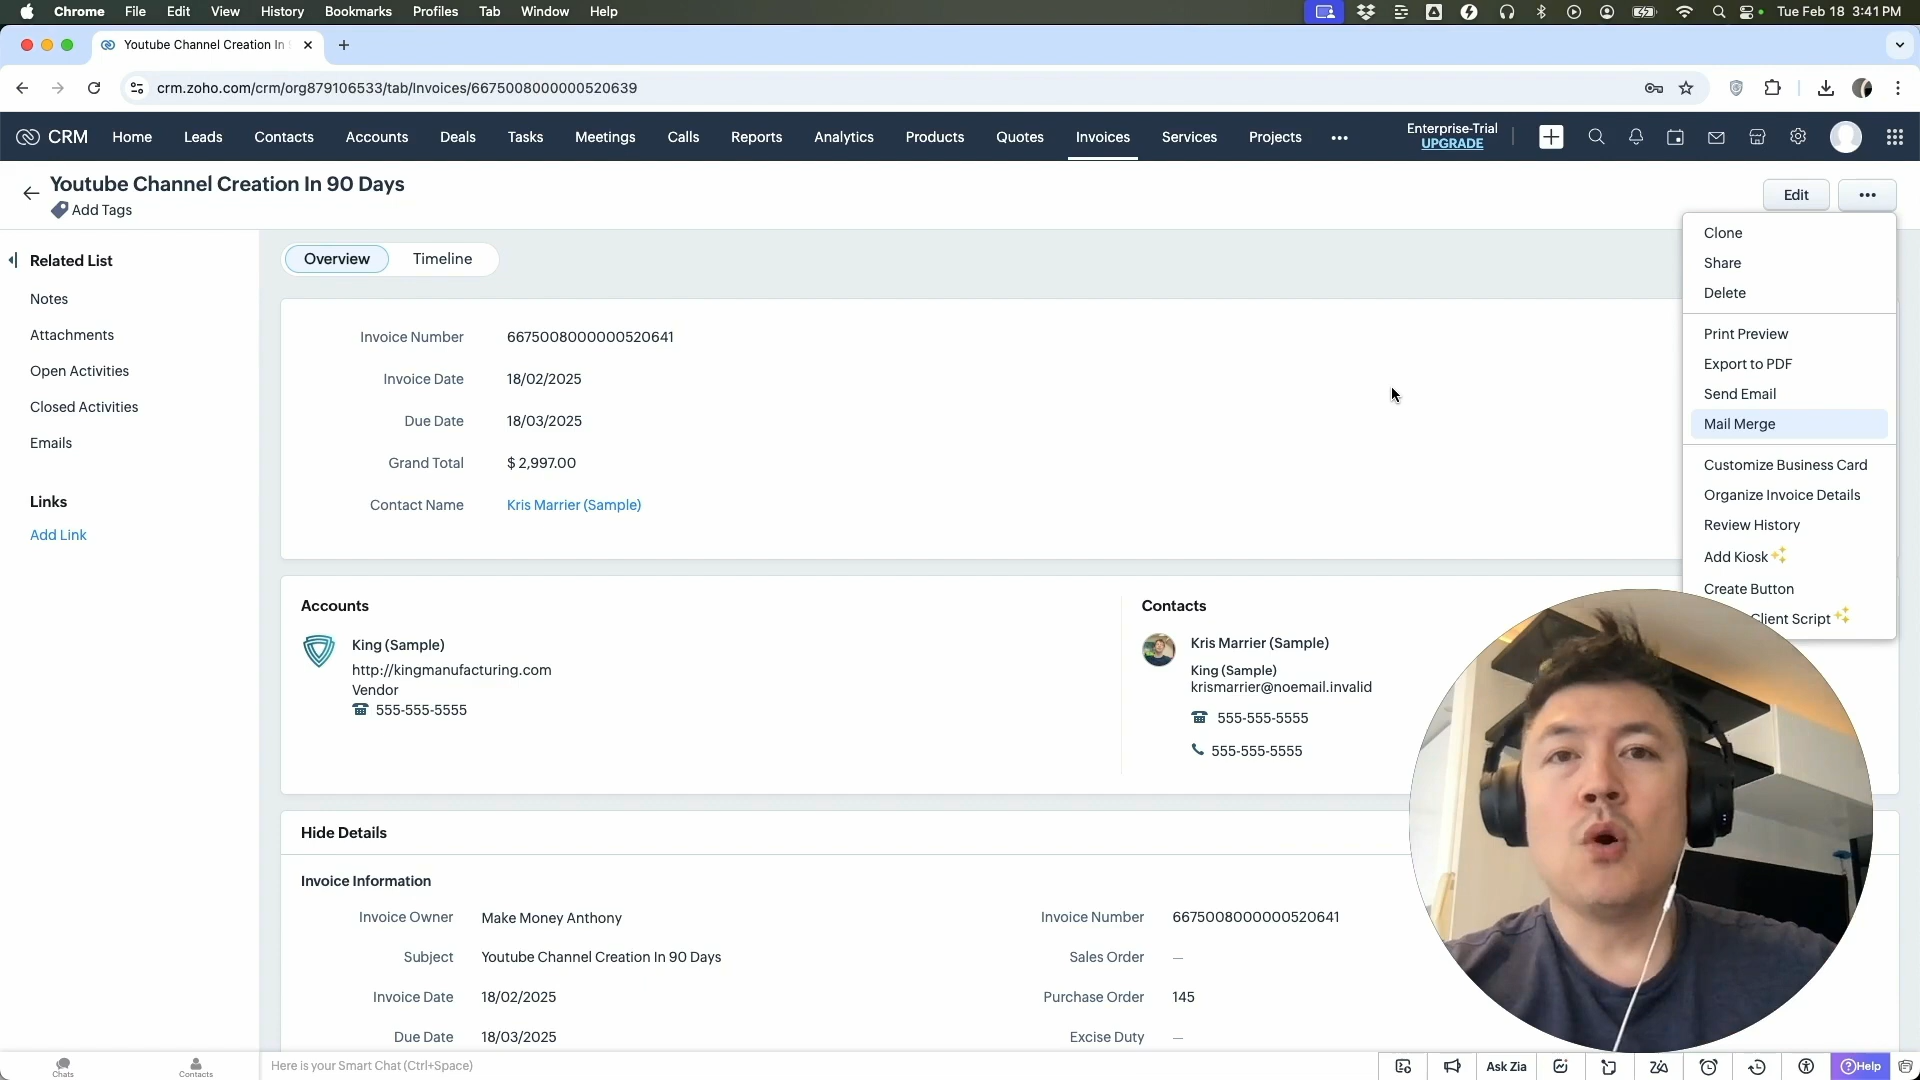 Chrome File Edit View History Bookmarks Profiles Tab Window Help Tue Feb 18 3:41 PM
Youtube Channel Creation In
crm.zoho.com/crm/org879106533/tab/Invoices/6675008000000520639
CRM Home Leads Contacts Accounts Deals Tasks Meetings Calls Reports Analytics Products Quotes Invoices Services Projects ••• Enterprise-Trial
UPGRADE
Youtube Channel Creation In 90 Days
Add Tags
Edit •••
Related List
Notes
Attachments
Open Activities
Closed Activities
Emails
Links
Add Link
Overview Timeline
Invoice Number 6675008000000520641
Invoice Date 18/02/2025
Due Date 18/03/2025
Grand Total $ 2,997.00
Contact Name Kris Marrier (Sample)
Clone
Share
Delete
Print Preview
Export to PDF
Send Email
Mail Merge
Customize Business Card
Organize Invoice Details
Review History
Add Kiosk
Create Button
Client Script
Accounts
King (Sample)
http://kingmanufacturing.com
Vendor
555-555-5555
Contacts
Kris Marrier (Sample)
King (Sample)
krismarrier@noemail.invalid
555-555-5555
555-555-5555
Hide Details
Invoice Information
Invoice Owner Make Money Anthony Invoice Number 6675008000000520641
Subject Youtube Channel Creation In 90 Days Sales Order —
Invoice Date 18/02/2025 Purchase Order 145
Due Date 18/03/2025 Excise Duty —
Chats Contacts Here is your Smart Chat (Ctrl+Space) Ask Zia Help